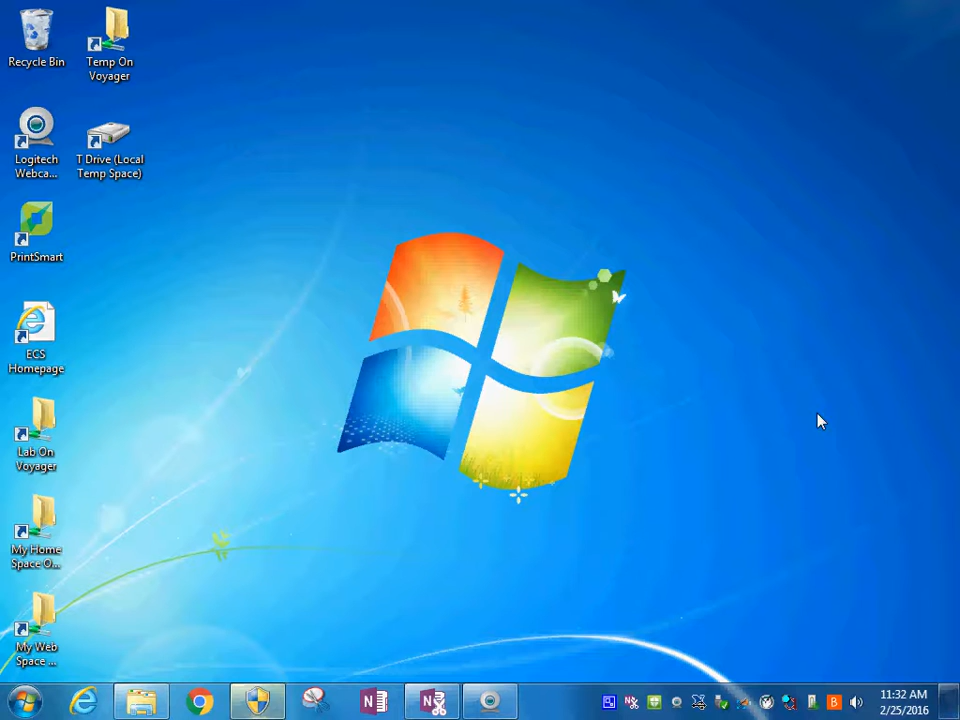 Recycle Bin
Temp On
Voyager
Logitech
Webca...
T Drive (Local
Temp Space)
PrintSmart
ECS
Homepage
Lab On
Voyager
My Home
Space O...
My Web
Space ...
N
N
N
B
11:32 AM
2/25/2016